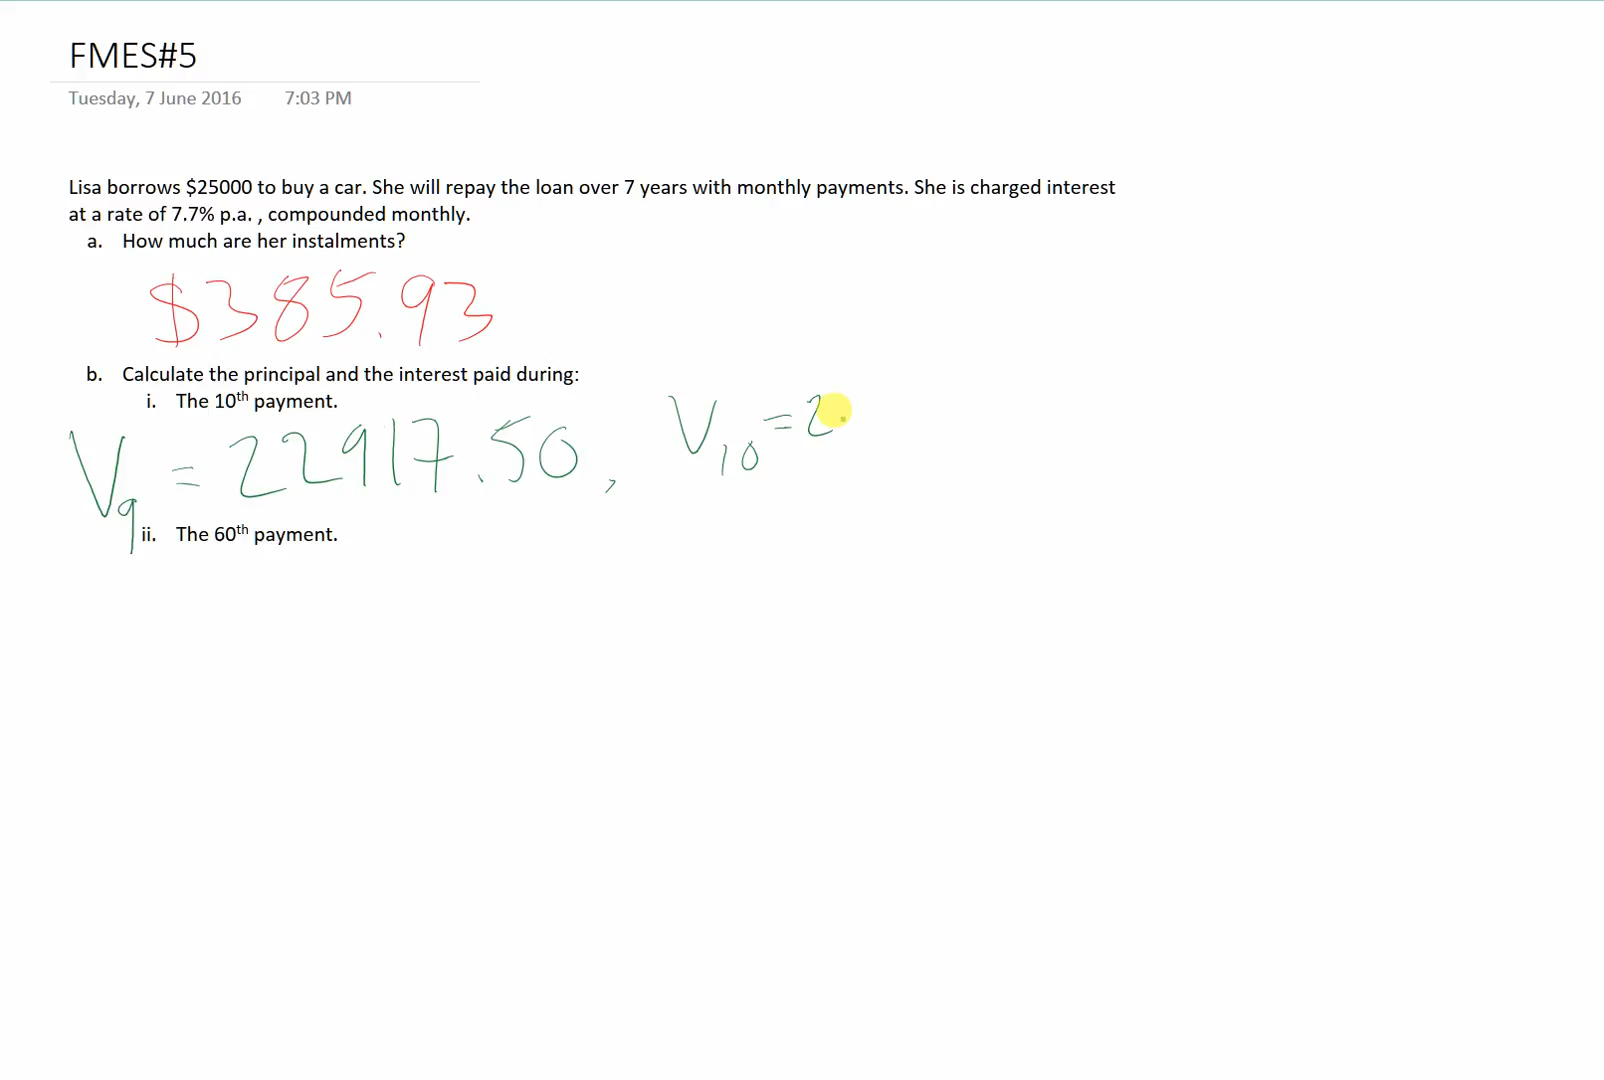 FMES#5
Tuesday, 7 June 2016 7:03 PM
Lisa borrows $25000 to buy a car. She will repay the loan over 7 years with monthly payments. She is charged interest
at a rate of 7.7% p.a. , compounded monthly.
a. How much are her instalments?
$385.93
b. Calculate the principal and the interest paid during:
i. The 10th payment.
V9 = 22917.50, V10 = 2
ii. The 60th payment.